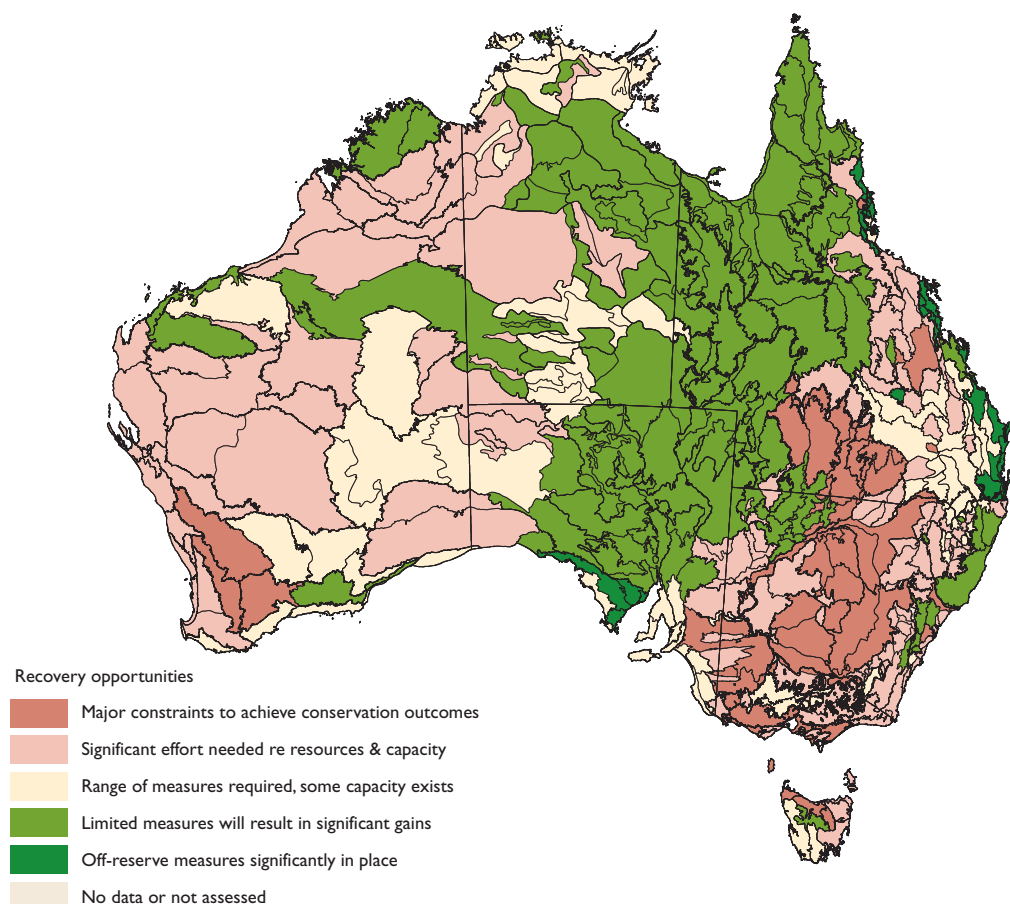 Recovery opportunities
Major constraints to achieve conservation outcomes
Significant effort needed re resources & capacity
Range of measures required, some capacity exists
Limited measures will result in significant gains
Off-reserve measures significantly in place
No data or not assessed